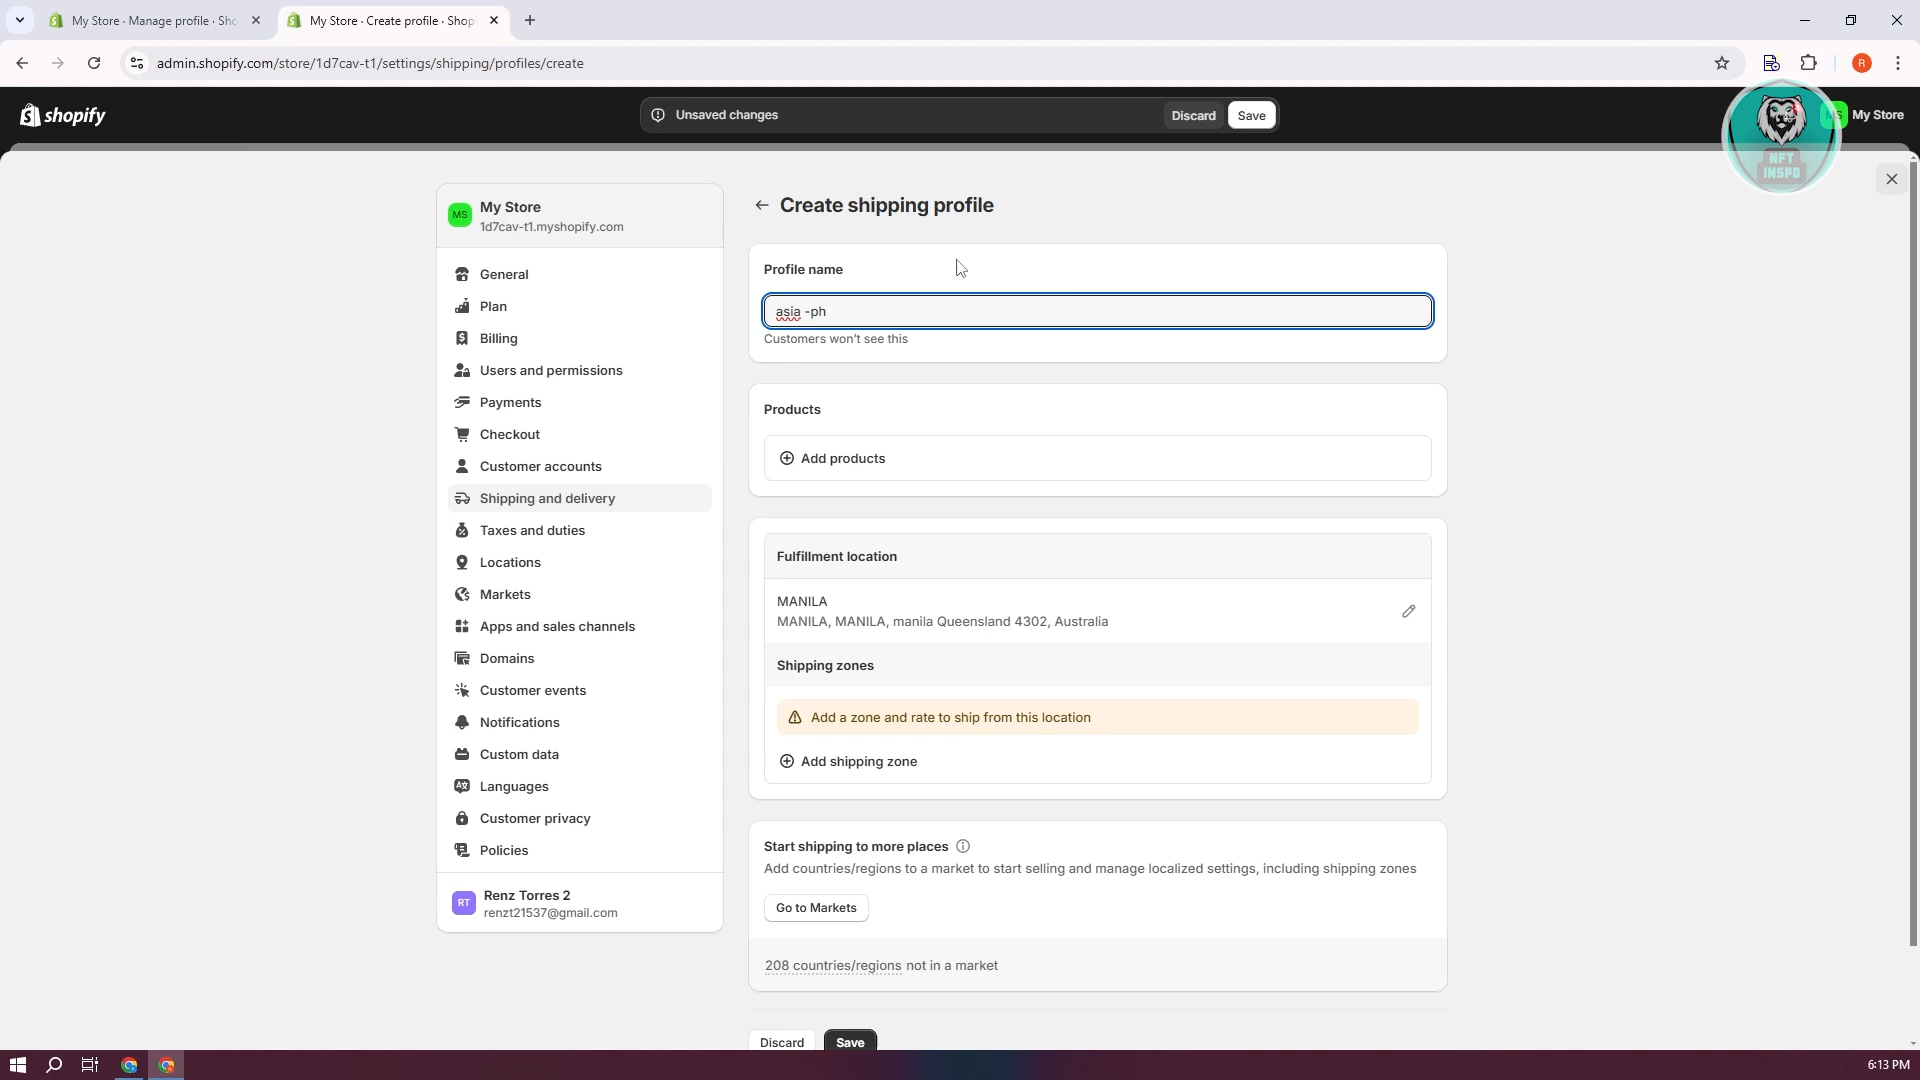 My Store · Manage profile · Sho
My Store · Create profile · Shop
admin.shopify.com/store/1d7cav-t1/settings/shipping/profiles/create
R
shopify
Unsaved changes
Discard
Save
MS
My Store
NFT
INSPO
MS
My Store
1d7cav-t1.myshopify.com
General
Plan
Billing
Users and permissions
Payments
Checkout
Customer accounts
Shipping and delivery
Taxes and duties
Locations
Markets
Apps and sales channels
Domains
Customer events
Notifications
Custom data
Languages
Customer privacy
Policies
RT
Renz Torres 2
renzt21537@gmail.com
Create shipping profile
Profile name
asia -ph
Customers won't see this
Products
Add products
Fulfillment location
MANILA
MANILA, MANILA, manila Queensland 4302, Australia
Shipping zones
Add a zone and rate to ship from this location
Add shipping zone
Start shipping to more places
Add countries/regions to a market to start selling and manage localized settings, including shipping zones
Go to Markets
208 countries/regions not in a market
Discard
Save
6:13 PM